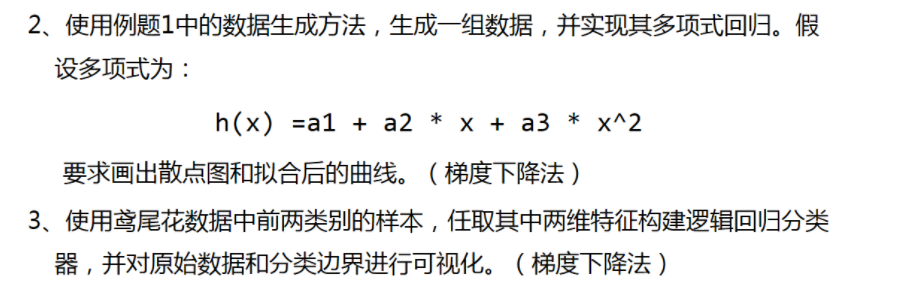 2、使用例题1中的数据生成方法，生成一组数据，并实现其多项式回归。假
设多项式为：
h(x) =a1 + a2 * x + a3 * x^2
要求画出散点图和拟合后的曲线。（梯度下降法）
3、使用鸢尾花数据中前两类别的样本，任取其中两维特征构建逻辑回归分类
器，并对原始数据和分类边界进行可视化。（梯度下降法）